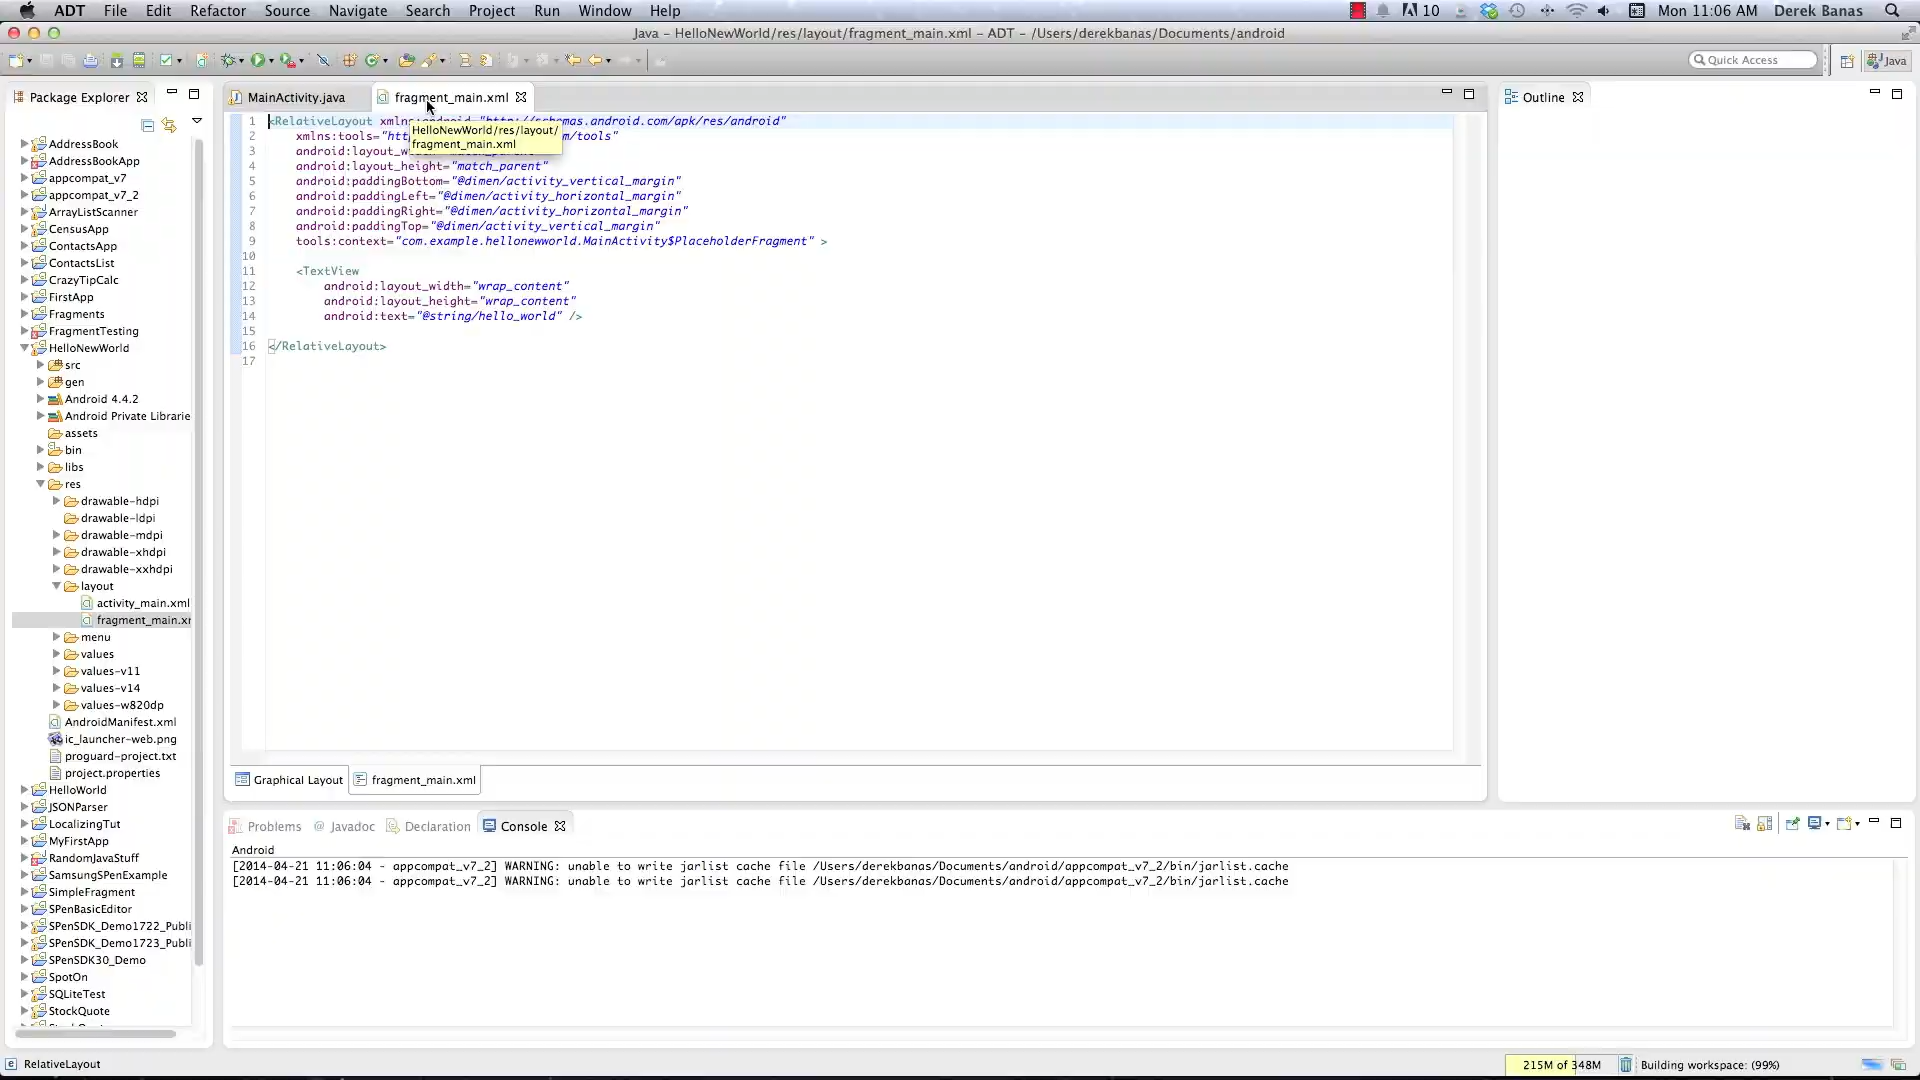 ADT File Edit Refactor Source Navigate Search Project Run Window Help
10 Mon 11:06 AM Derek Banas
Java - HelloNewWorld/res/layout/fragment_main.xml - ADT - /Users/derekbanas/Documents/android
Quick Access
Java
Package Explorer
AddressBook
AddressBookApp
appcompat_v7
appcompat_v7_2
ArrayListScanner
CensusApp
ContactsApp
ContactsList
CrazyTipCalc
FirstApp
Fragments
FragmentTesting
HelloNewWorld
src
gen
Android 4.4.2
Android Private Librarie
assets
bin
libs
res
drawable-hdpi
drawable-ldpi
drawable-mdpi
drawable-xhdpi
drawable-xxhdpi
layout
activity_main.xml
fragment_main.xr
menu
values
values-v11
values-v14
values-w820dp
AndroidManifest.xml
ic_launcher-web.png
proguard-project.txt
project.properties
HelloWorld
JSONParser
LocalizingTut
MyFirstApp
RandomJavaStuff
SamsungSPenExample
SimpleFragment
SPenBasicEditor
SPenSDK_Demo1722_Publi
SPenSDK_Demo1723_Publi
SPenSDK30_Demo
SpotOn
SQLiteTest
StockQuote
MainActivity.java fragment_main.xml
1 <RelativeLayout xmlns:android="http://schemas.android.com/apk/res/android"
2 xmlns:tools="htt m/tools"
HelloNewWorld/res/layout/
fragment_main.xml
3 android:layout_w
4 android:layout_height="match_parent"
5 android:paddingBottom="@dimen/activity_vertical_margin"
6 android:paddingLeft="@dimen/activity_horizontal_margin"
7 android:paddingRight="@dimen/activity_horizontal_margin"
8 android:paddingTop="@dimen/activity_vertical_margin"
9 tools:context="com.example.hellonewworld.MainActivity$PlaceholderFragment" >
10
11 <TextView
12 android:layout_width="wrap_content"
13 android:layout_height="wrap_content"
14 android:text="@string/hello_world" />
15
16 </RelativeLayout>
17
Graphical Layout fragment_main.xml
Outline
Problems Javadoc Declaration Console
Android
[2014-04-21 11:06:04 - appcompat_v7_2] WARNING: unable to write jarlist cache file /Users/derekbanas/Documents/android/appcompat_v7_2/bin/jarlist.cache
[2014-04-21 11:06:04 - appcompat_v7_2] WARNING: unable to write jarlist cache file /Users/derekbanas/Documents/android/appcompat_v7_2/bin/jarlist.cache
RelativeLayout
215M of 348M
Building workspace: (99%)